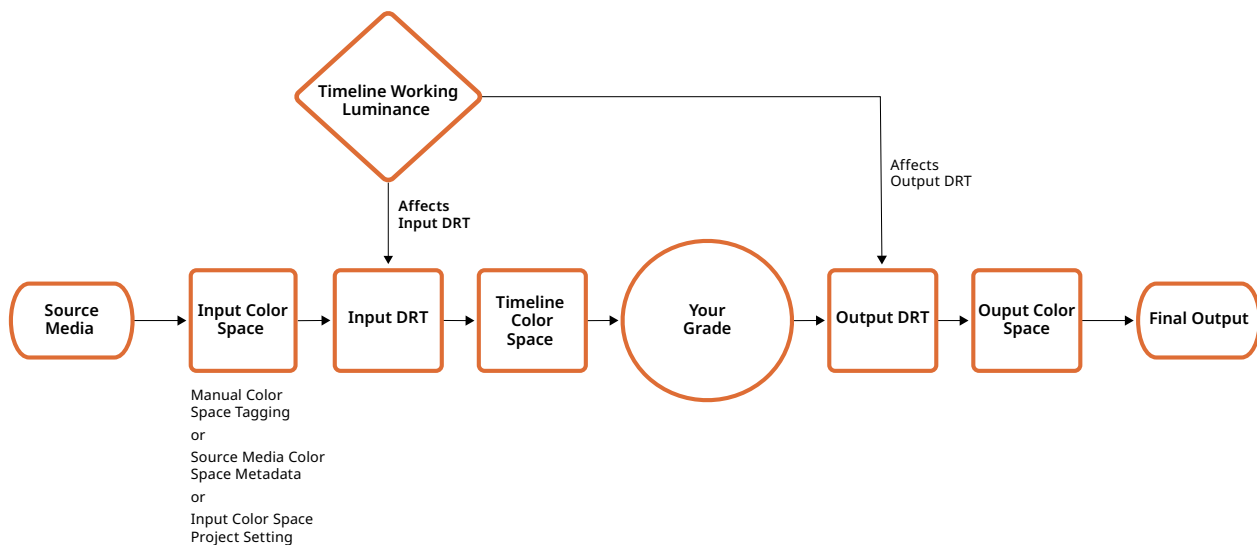 Timeline Working
Luminance
Affects
Output DRT
Affects
Input DRT
Source
Media
Input Color
Space
Input DRT
Timeline
Color
Space
Your
Grade
Output DRT
Ouput Color
Space
Final Output
Manual Color
Space Tagging
or
Source Media Color
Space Metadata
or
Input Color Space
Project Setting